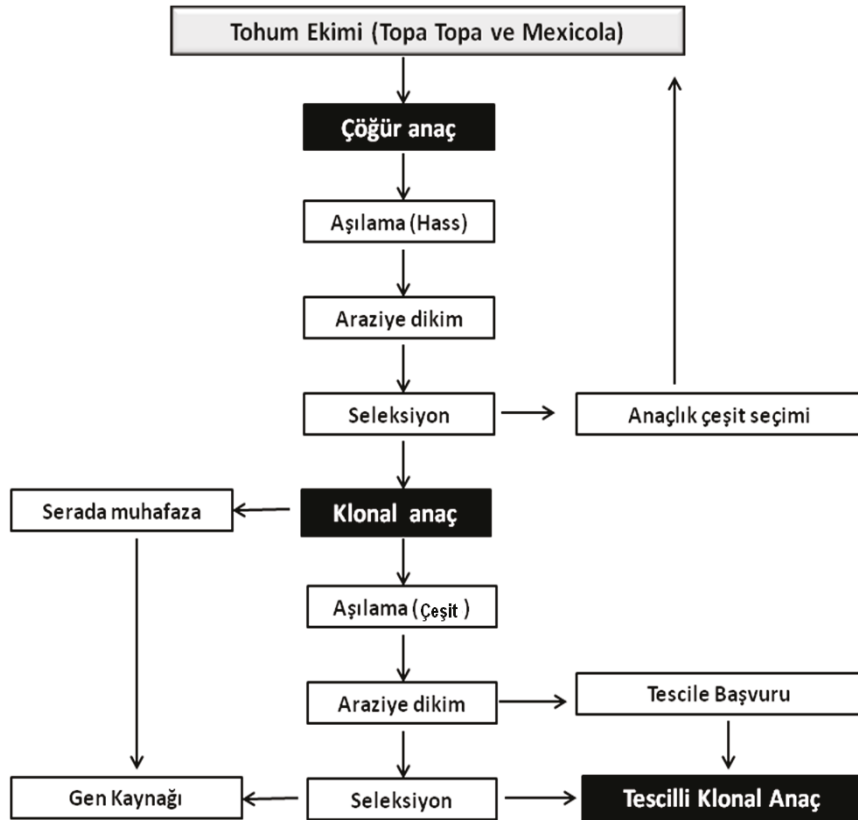 Tohum Ekimi (Topa Topa ve Mexicola)
Çöğür anaç
Aşılama (Hass)
Araziye dikim
Seleksiyon
Anaçlık çeşit seçimi
Serada muhafaza
Klonal anaç
Aşılama (Çeşit )
Araziye dikim
Tescile Başvuru
Gen Kaynağı
Seleksiyon
Tescilli Klonal Anaç